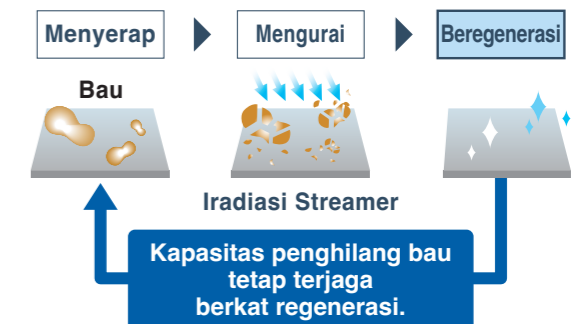 Menyerap
Mengurai
Beregenerasi
Bau
Iradiasi Streamer
Kapasitas penghilang bau
tetap terjaga
berkat regenerasi.